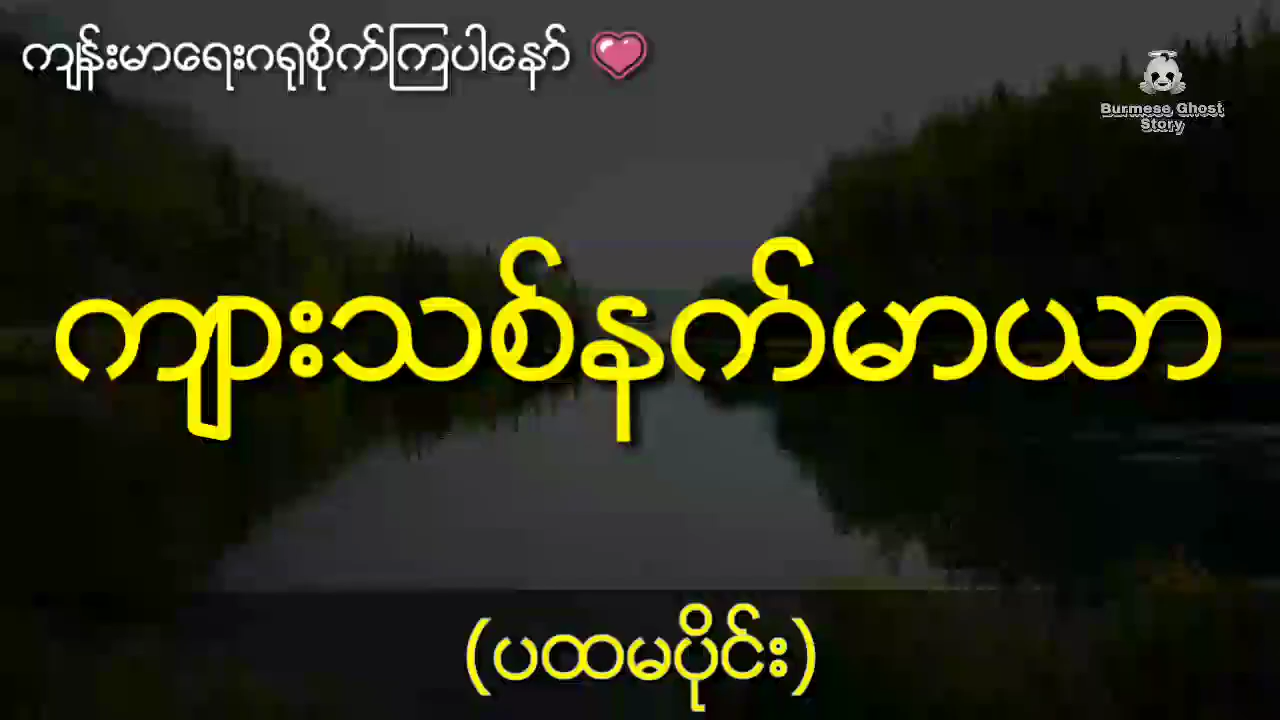 ကျန်းမာရေးဂရုစိုက်ကြပါနော် 💗
Burmese Ghost
Story
ကျားသစ်နက်မာယာ
(ပထမပိုင်း)